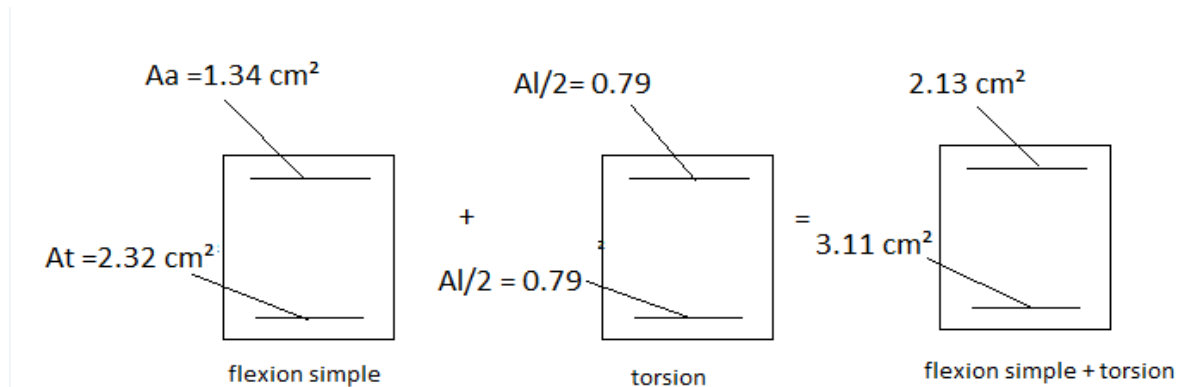 Aa =1.34 cm²
Al/2= 0.79
2.13 cm²
+
=
At =2.32 cm²
Al/2 = 0.79
3.11 cm²
flexion simple
torsion
flexion simple + torsion